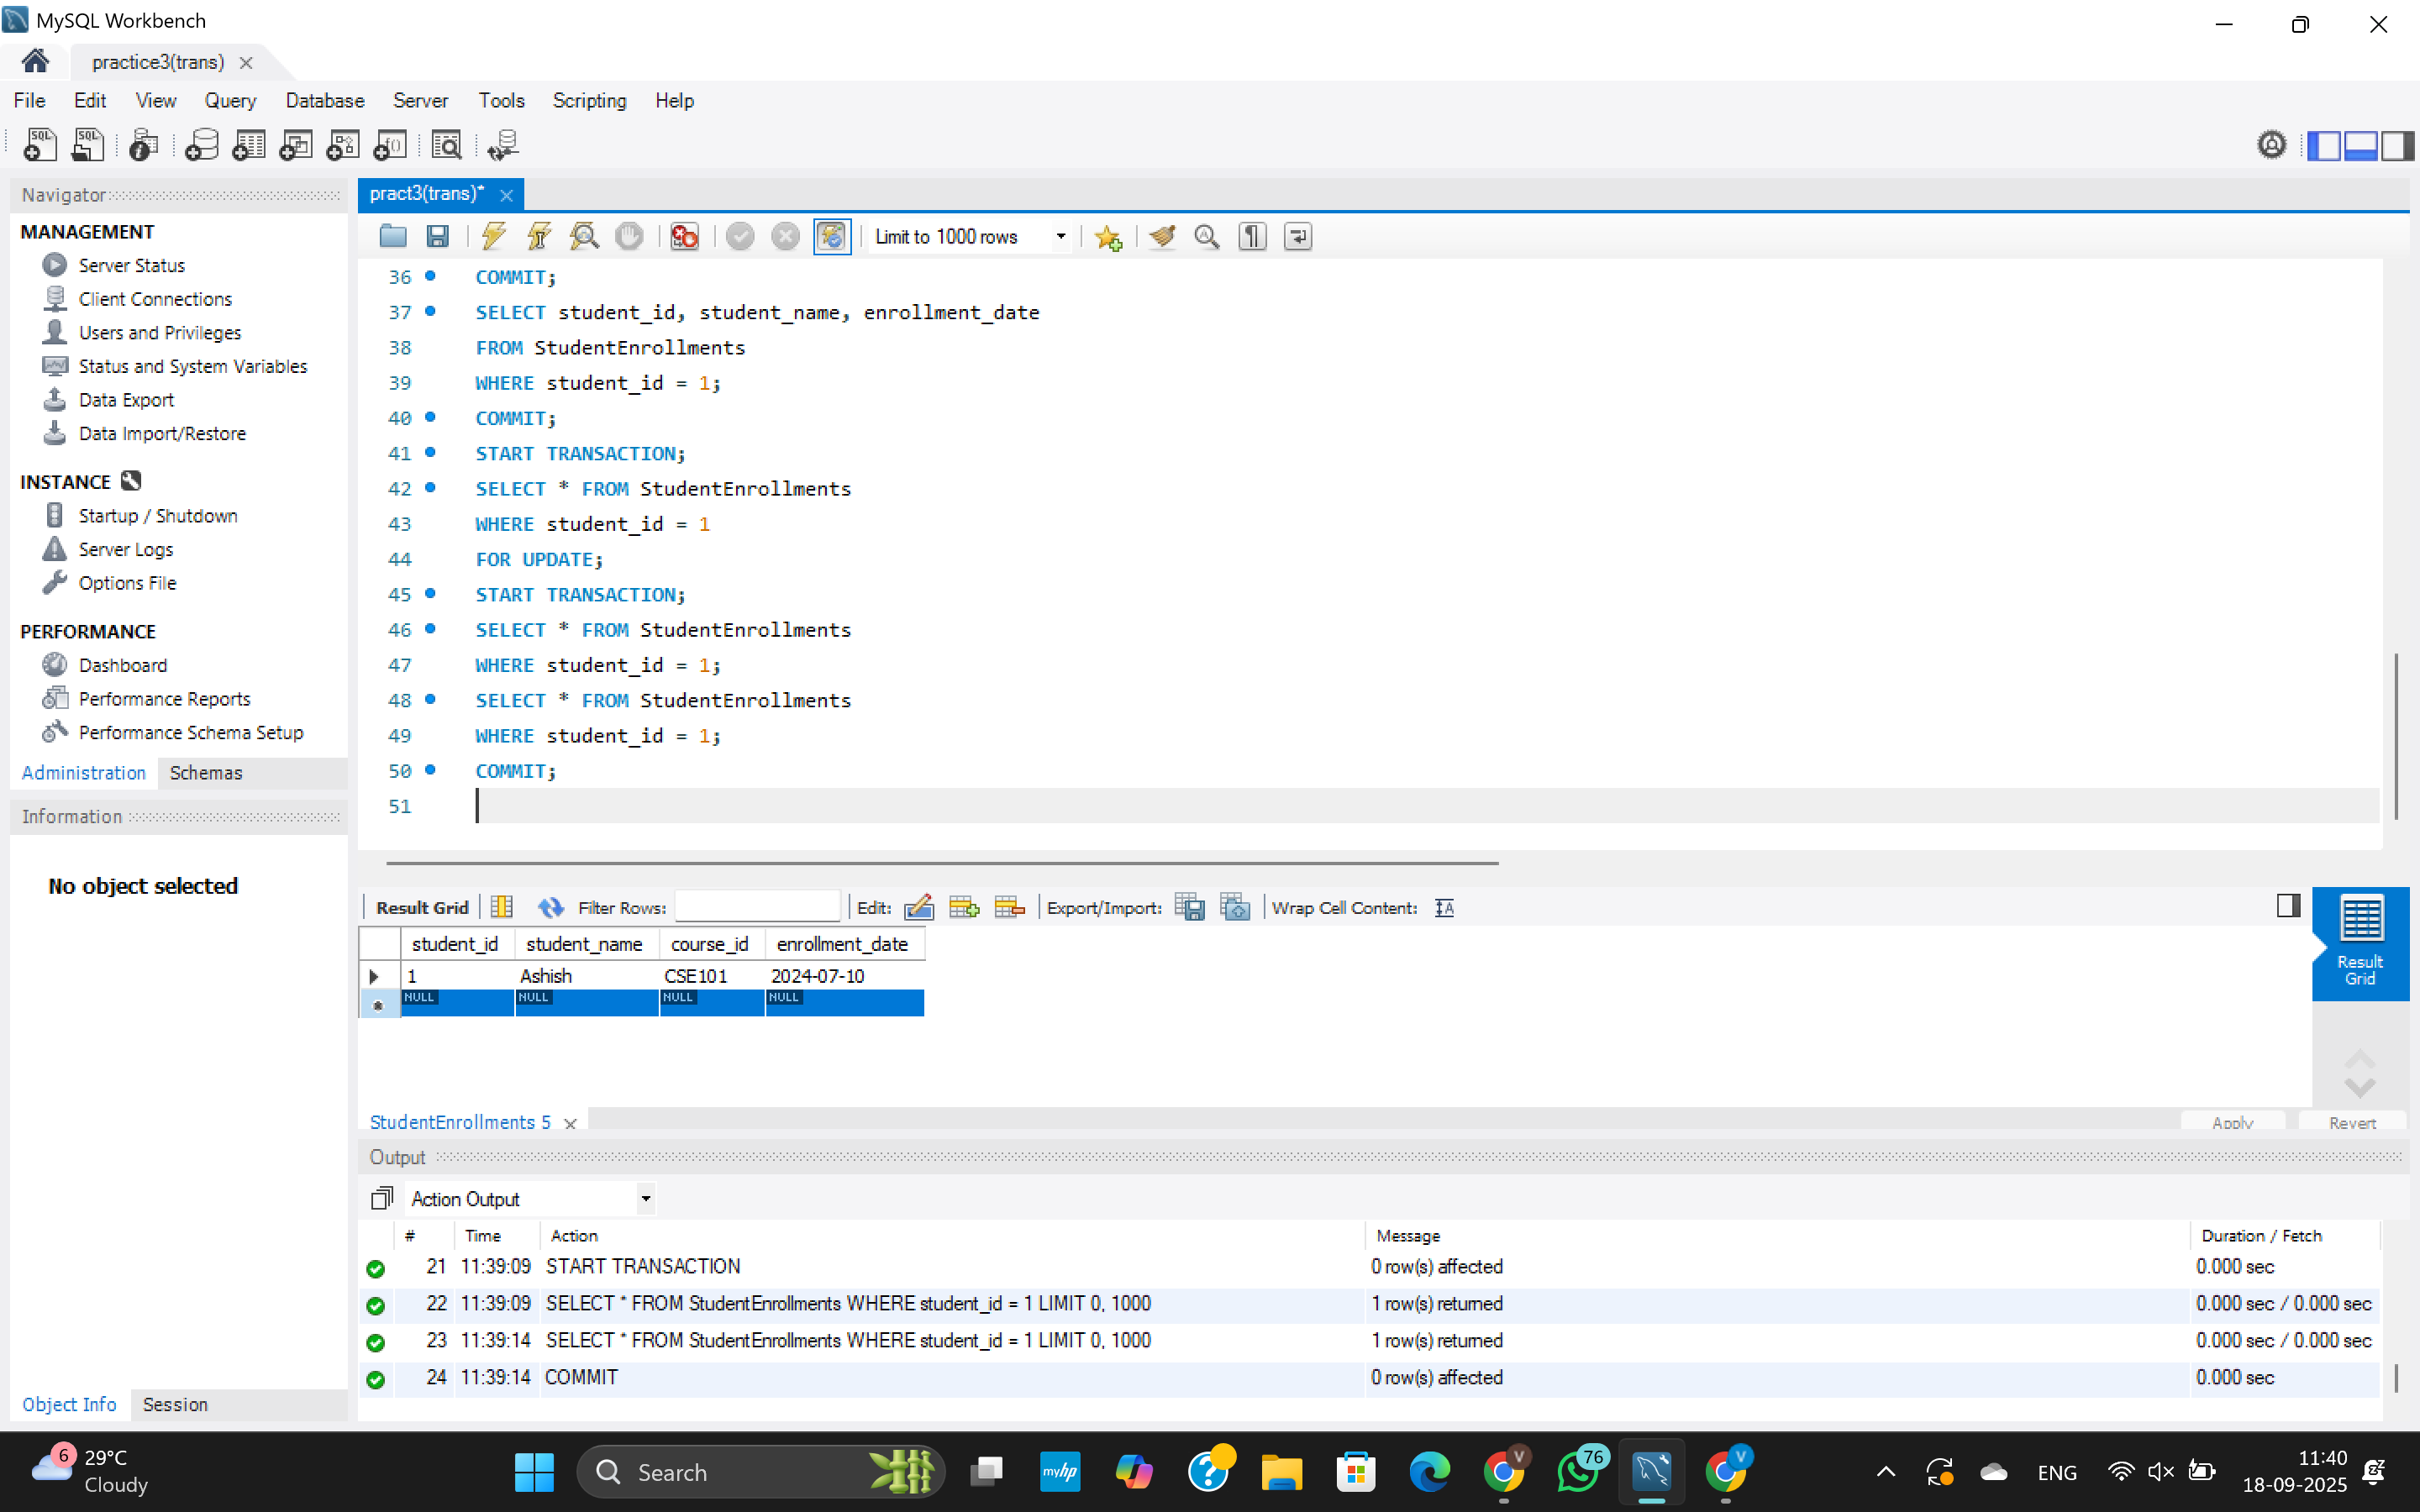 MySQL Workbench
practice3(trans)
File Edit View Query Database Server Tools Scripting Help
Navigator
MANAGEMENT
Server Status
Client Connections
Users and Privileges
Status and System Variables
Data Export
Data Import/Restore
INSTANCE
Startup / Shutdown
Server Logs
Options File
PERFORMANCE
Dashboard
Performance Reports
Performance Schema Setup
Administration Schemas
Information
No object selected
Object Info Session
pract3(trans)*
Limit to 1000 rows
36 COMMIT;
37 SELECT student_id, student_name, enrollment_date
38 FROM StudentEnrollments
39 WHERE student_id = 1;
40 COMMIT;
41 START TRANSACTION;
42 SELECT * FROM StudentEnrollments
43 WHERE student_id = 1
44 FOR UPDATE;
45 START TRANSACTION;
46 SELECT * FROM StudentEnrollments
47 WHERE student_id = 1;
48 SELECT * FROM StudentEnrollments
49 WHERE student_id = 1;
50 COMMIT;
51
Result Grid Filter Rows: Edit: Export/Import: Wrap Cell Content:
student_id student_name course_id enrollment_date
1 Ashish CSE101 2024-07-10
NULL NULL NULL NULL
Result
Grid
StudentEnrollments 5
Apply Revert
Output
Action Output
# Time Action Message Duration / Fetch
21 11:39:09 START TRANSACTION 0 row(s) affected 0.000 sec
22 11:39:09 SELECT * FROM StudentEnrollments WHERE student_id = 1 LIMIT 0, 1000 1 row(s) returned 0.000 sec / 0.000 sec
23 11:39:14 SELECT * FROM StudentEnrollments WHERE student_id = 1 LIMIT 0, 1000 1 row(s) returned 0.000 sec / 0.000 sec
24 11:39:14 COMMIT 0 row(s) affected 0.000 sec
6 29°C
Cloudy
Search
myhp
V
76
V
ENG
11:40
18-09-2025